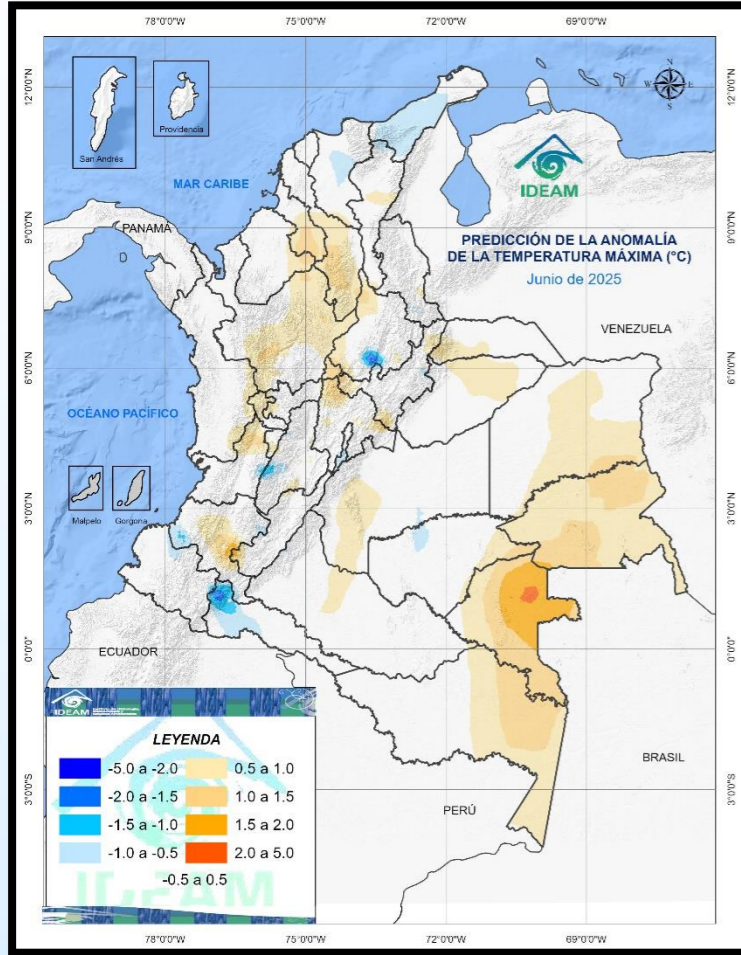 78°0'0"W
75°0'0"W
72°0'0"W
69°0'0"W
12°0'0"N
12°0'0"N
N
W
E
S
San Andrés
Providencia
IDEAM
MAR CARIBE
9°0'0"N
9°0'0"N
PANAMÁ
PREDICCIÓN DE LA ANOMALÍA
DE LA TEMPERATURA MÁXIMA (°C)
Junio de 2025
VENEZUELA
6°0'0"N
6°0'0"N
OCÉANO PACÍFICO
3°0'0"N
3°0'0"N
Malpelo
Gorgona
0°0'0"
0°0'0"
ECUADOR
IDEAM
LEYENDA
-5.0 a -2.0
0.5 a 1.0
-2.0 a -1.5
1.0 a 1.5
-1.5 a -1.0
1.5 a 2.0
-1.0 a -0.5
2.0 a 5.0
-0.5 a 0.5
IDEAM
BRASIL
PERÚ
3°0'0"S
3°0'0"S
78°0'0"W
75°0'0"W
72°0'0"W
69°0'0"W